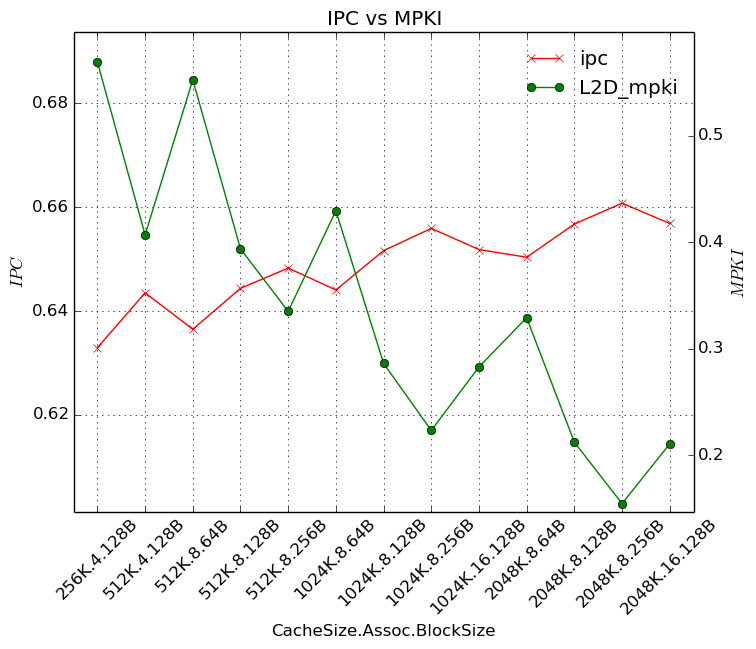 IPC vs MPKI
ipc
L2D_mpki
0.68
0.66
0.64
0.62
IPC
0.5
0.4
0.3
0.2
MPKI
256K.4.128B
512K.4.128B
512K.8.64B
512K.8.128B
512K.8.256B
1024K.8.64B
1024K.8.128B
1024K.8.256B
1024K.16.128B
2048K.8.64B
2048K.8.128B
2048K.8.256B
2048K.16.128B
CacheSize.Assoc.BlockSize